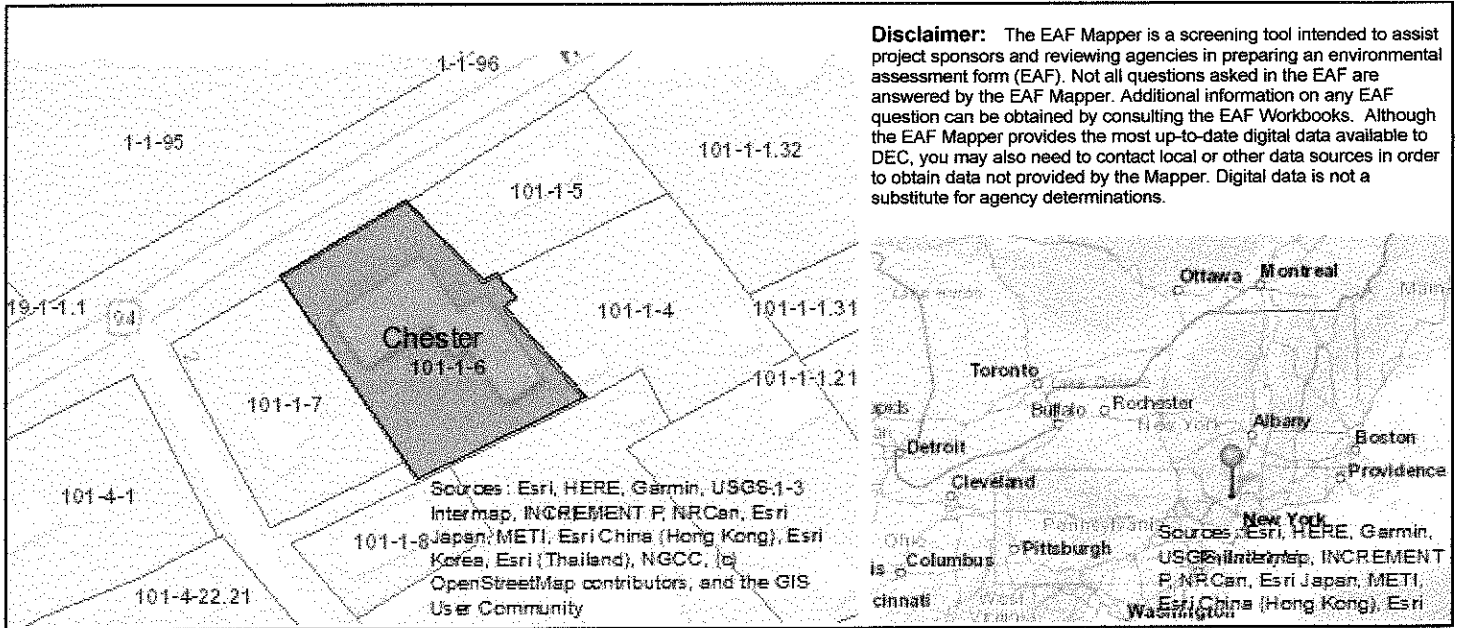 Disclaimer: The EAF Mapper is a screening tool intended to assist
project sponsors and reviewing agencies in preparing an environmental
assessment form (EAF). Not all questions asked in the EAF are
answered by the EAF Mapper. Additional information on any EAF
question can be obtained by consulting the EAF Workbooks. Although
the EAF Mapper provides the most up-to-date digital data available to
DEC, you may also need to contact local or other data sources in order
to obtain data not provided by the Mapper. Digital data is not a
substitute for agency determinations.
1-1-96
1-1-95
101-1-1.32
101-1-5
19-1-1.1
94
101-1-4
101-1-1.31
Chester
101-1-6
101-1-7
101-1-1.21
101-4-1
Sources: Esri, HERE, Garmin, USGS
1-3
Intermap, INCREMENT P, NRCan, Esri
101-1-8
Japan, METI, Esri China (Hong Kong), Esri
Korea, Esri (Thailand), NGCC, (c)
OpenStreetMap contributors, and the GIS
User Community
101-4-22.21
Ottawa
Montreal
Toronto
Buffalo
Rochester
New York
Albany
Detroit
Boston
Cleveland
Providence
New York
Pennsylvania
Columbus
Pittsburgh
Sources: Esri, HERE, Garmin,
USGS, Intermap, INCREMENT
P, NRCan, Esri Japan, METI,
cinnati
Washington
Esri China (Hong Kong), Esri